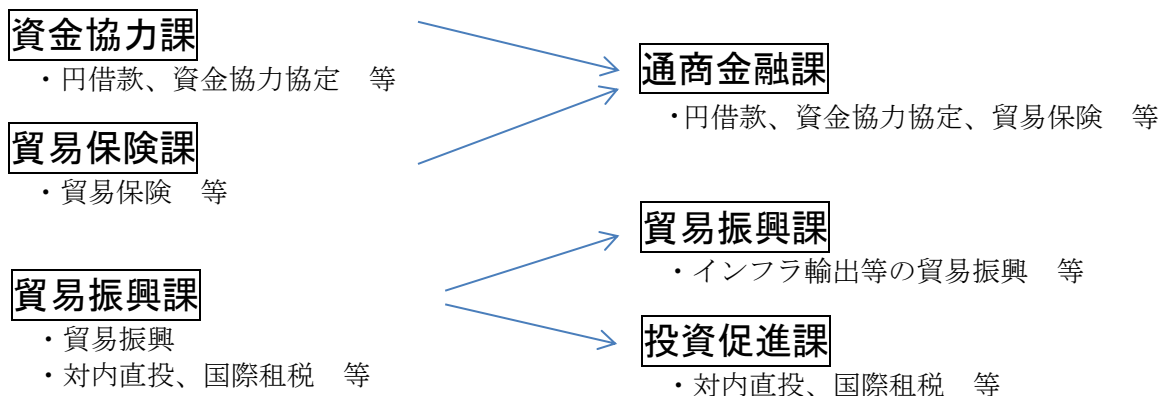 資金協力課
・円借款、資金協力協定　等
貿易保険課
・貿易保険　等
貿易振興課
・貿易振興
・対内直投、国際租税　等
通商金融課
・円借款、資金協力協定、貿易保険　等
貿易振興課
・インフラ輸出等の貿易振興　等
投資促進課
・対内直投、国際租税　等